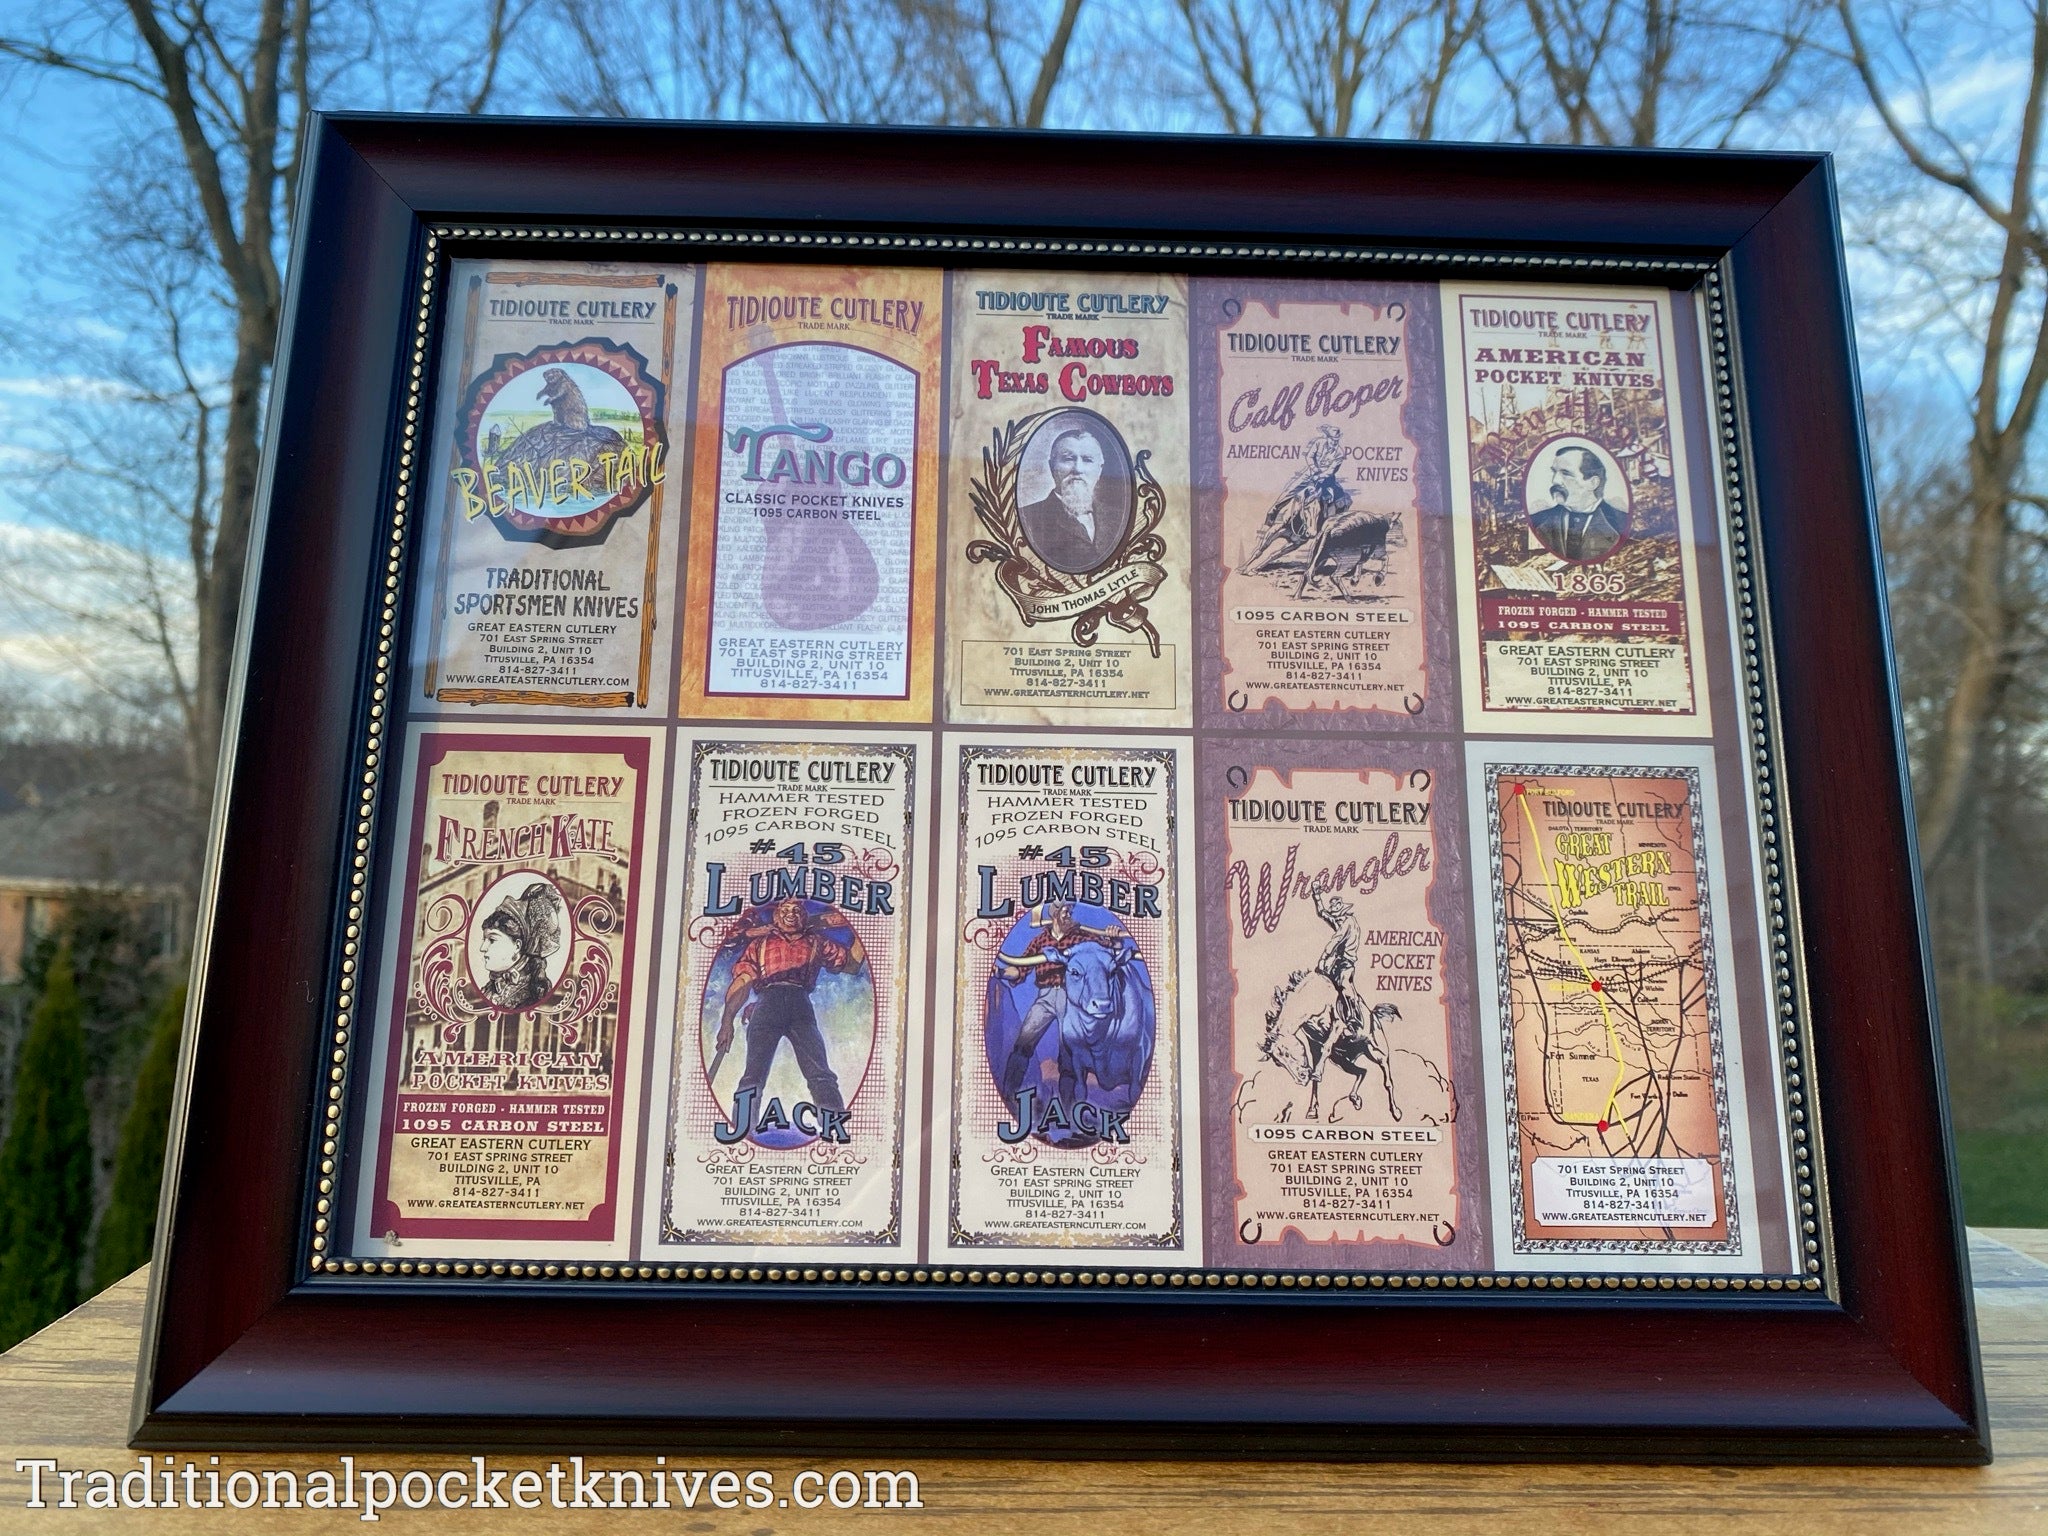 TIDIOUTE CUTLERY
TRADE MARK
BEAVER TAIL
TRADITIONAL
SPORTSMEN KNIVES
GREAT EASTERN CUTLERY
701 EAST SPRING STREET
BUILDING 2, UNIT 10
TITUSVILLE, PA 16354
814-827-3411
WWW.GREATEASTERNCUTLERY.COM
TIDIOUTE CUTLERY
TRADE MARK
TANGO
CLASSIC POCKET KNIVES
1095 CARBON STEEL
GREAT EASTERN CUTLERY
701 EAST SPRING STREET
BUILDING 2, UNIT 10
TITUSVILLE, PA 16354
814-827-3411
TIDIOUTE CUTLERY
TRADE MARK
FAMOUS
TEXAS COWBOYS
JOHN THOMAS LYTLE
701 EAST SPRING STREET
BUILDING 2, UNIT 10
TITUSVILLE, PA 16354
814-827-3411
WWW.GREATEASTERNCUTLERY.NET
TIDIOUTE CUTLERY
TRADE MARK
Calf Roper
AMERICAN POCKET
KNIVES
1095 CARBON STEEL
GREAT EASTERN CUTLERY
701 EAST SPRING STREET
BUILDING 2, UNIT 10
TITUSVILLE, PA 16354
814-827-3411
WWW.GREATEASTERNCUTLERY.NET
TIDIOUTE CUTLERY
TRADE MARK
AMERICAN
POCKET KNIVES
1865
FROZEN FORGED - HAMMER TESTED
1095 CARBON STEEL
GREAT EASTERN CUTLERY
701 EAST SPRING STREET
BUILDING 2, UNIT 10
TITUSVILLE, PA
814-827-3411
WWW.GREATEASTERNCUTLERY.NET
TIDIOUTE CUTLERY
TRADE MARK
FRENCH KATE
AMERICAN
POCKET KNIVES
FROZEN FORGED - HAMMER TESTED
1095 CARBON STEEL
GREAT EASTERN CUTLERY
701 EAST SPRING STREET
BUILDING 2, UNIT 10
TITUSVILLE, PA
814-827-3411
WWW.GREATEASTERNCUTLERY.NET
TIDIOUTE CUTLERY
TRADE MARK
HAMMER TESTED
FROZEN FORGED
1095 CARBON STEEL
#45
LUMBER
JACK
GREAT EASTERN CUTLERY
701 EAST SPRING STREET
BUILDING 2, UNIT 10
TITUSVILLE, PA 16354
814-827-3411
WWW.GREATEASTERNCUTLERY.COM
TIDIOUTE CUTLERY
TRADE MARK
HAMMER TESTED
FROZEN FORGED
1095 CARBON STEEL
#45
LUMBER
JACK
GREAT EASTERN CUTLERY
701 EAST SPRING STREET
BUILDING 2, UNIT 10
TITUSVILLE, PA 16354
814-827-3411
WWW.GREATEASTERNCUTLERY.COM
TIDIOUTE CUTLERY
TRADE MARK
Wrangler
AMERICAN
POCKET
KNIVES
1095 CARBON STEEL
GREAT EASTERN CUTLERY
701 EAST SPRING STREET
BUILDING 2, UNIT 10
TITUSVILLE, PA 16354
814-827-3411
WWW.GREATEASTERNCUTLERY.NET
TIDIOUTE CUTLERY
TRADE MARK
GREAT
WESTERN
TRAIL
Fort Sumner
TEXAS
701 EAST SPRING STREET
BUILDING 2, UNIT 10
TITUSVILLE, PA 16354
814-827-3411
WWW.GREATEASTERNCUTLERY.NET
Traditionalpocketknives.com